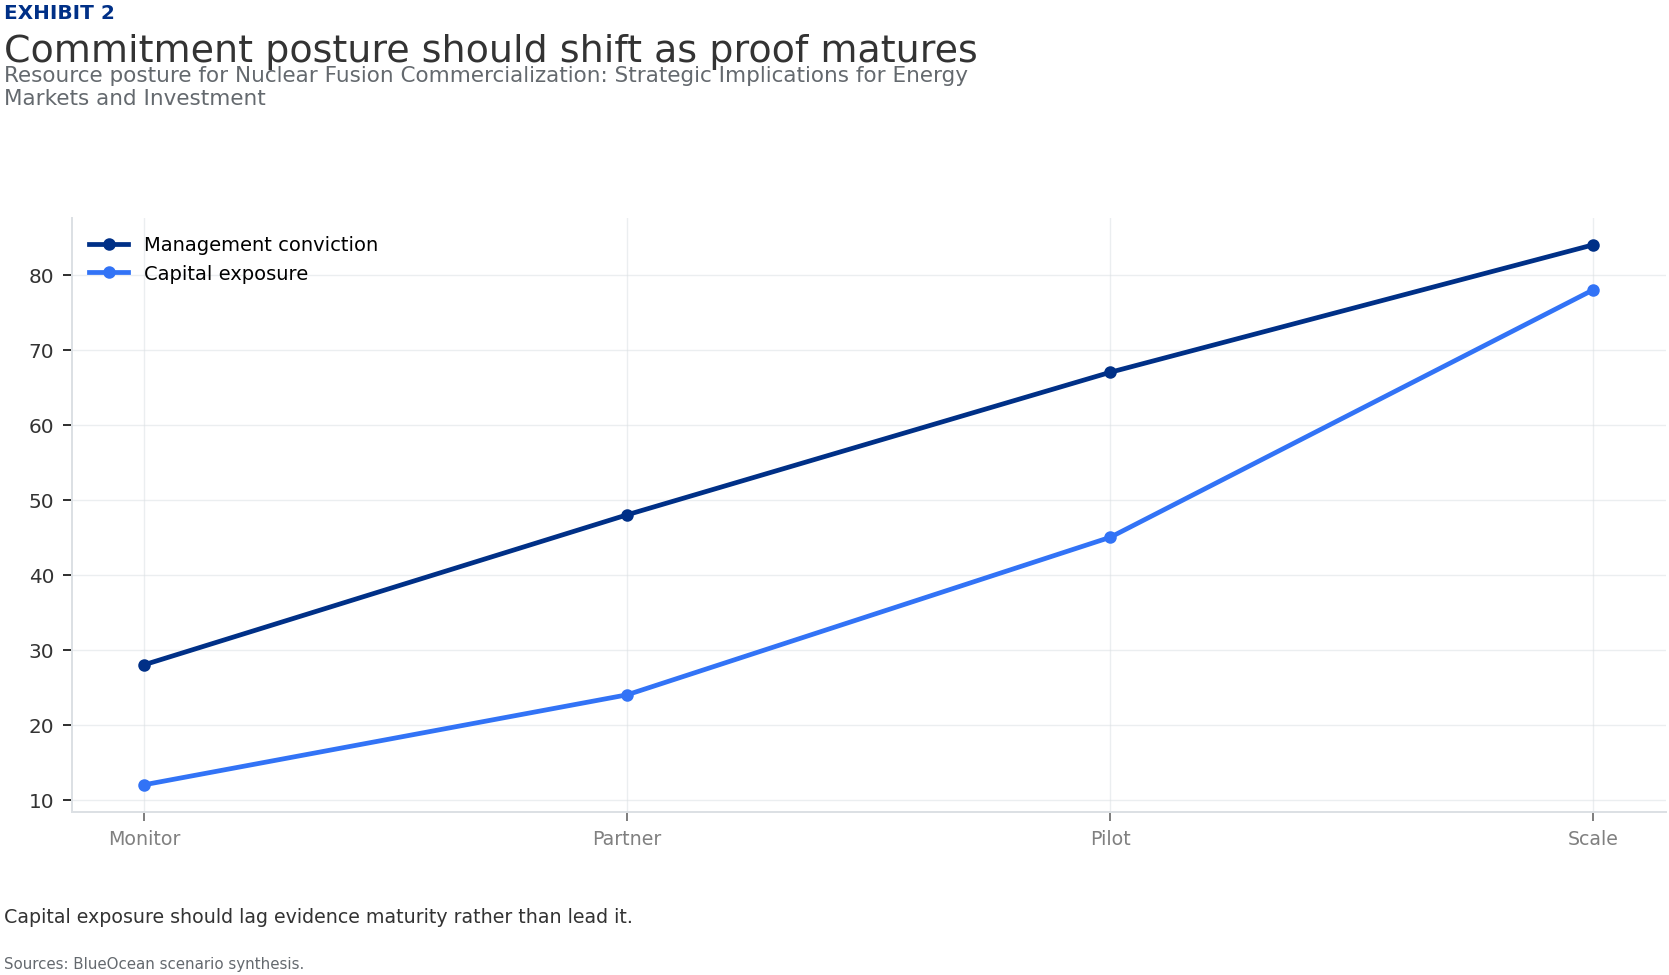 EXHIBIT 2
Commitment posture should shift as proof matures
Resource posture for Nuclear Fusion Commercialization: Strategic Implications for Energy
Markets and Investment
Management conviction
Capital exposure
80
70
60
50
40
30
20
10
Monitor
Partner
Pilot
Scale
Capital exposure should lag evidence maturity rather than lead it.
Sources: BlueOcean scenario synthesis.